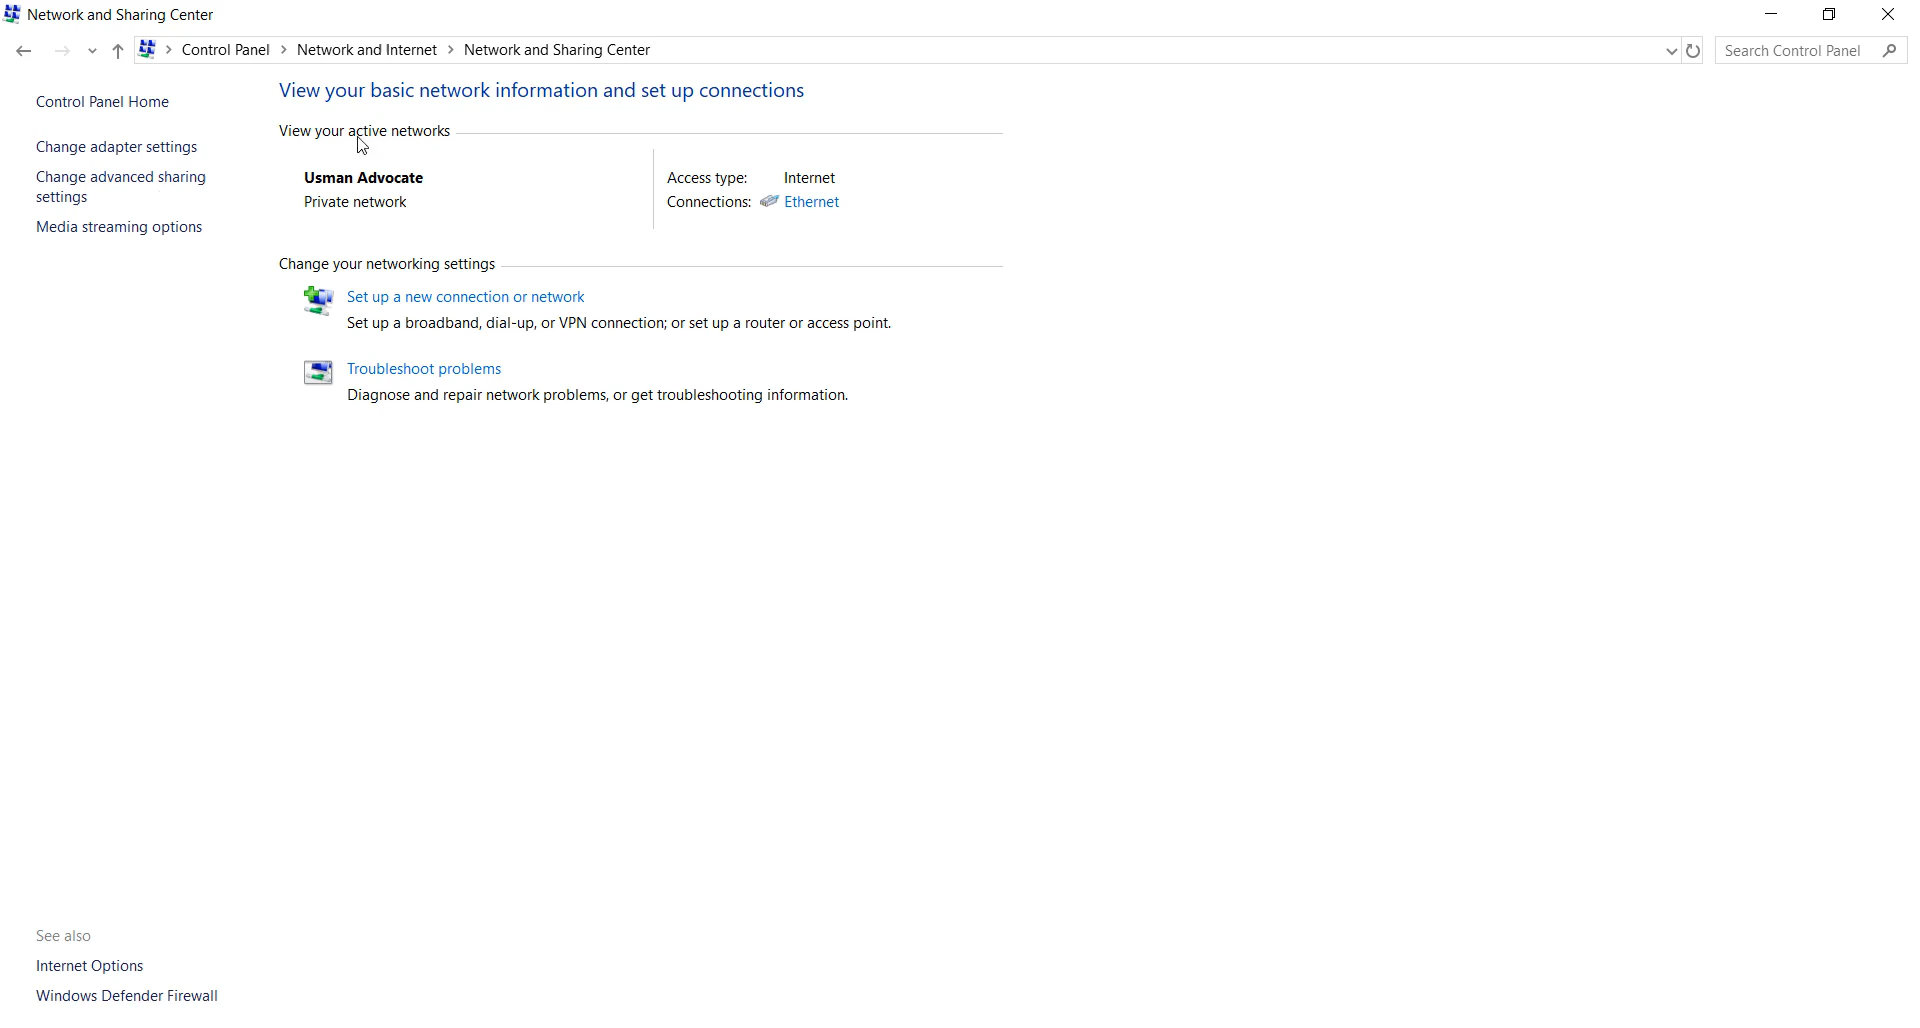 Network and Sharing Center
Control Panel > Network and Internet > Network and Sharing Center
Search Control Panel
Control Panel Home
Change adapter settings
Change advanced sharing
settings
Media streaming options
View your basic network information and set up connections
View your active networks
Usman Advocate
Private network
Access type: Internet
Connections: Ethernet
Change your networking settings
Set up a new connection or network
Set up a broadband, dial-up, or VPN connection; or set up a router or access point.
Troubleshoot problems
Diagnose and repair network problems, or get troubleshooting information.
See also
Internet Options
Windows Defender Firewall